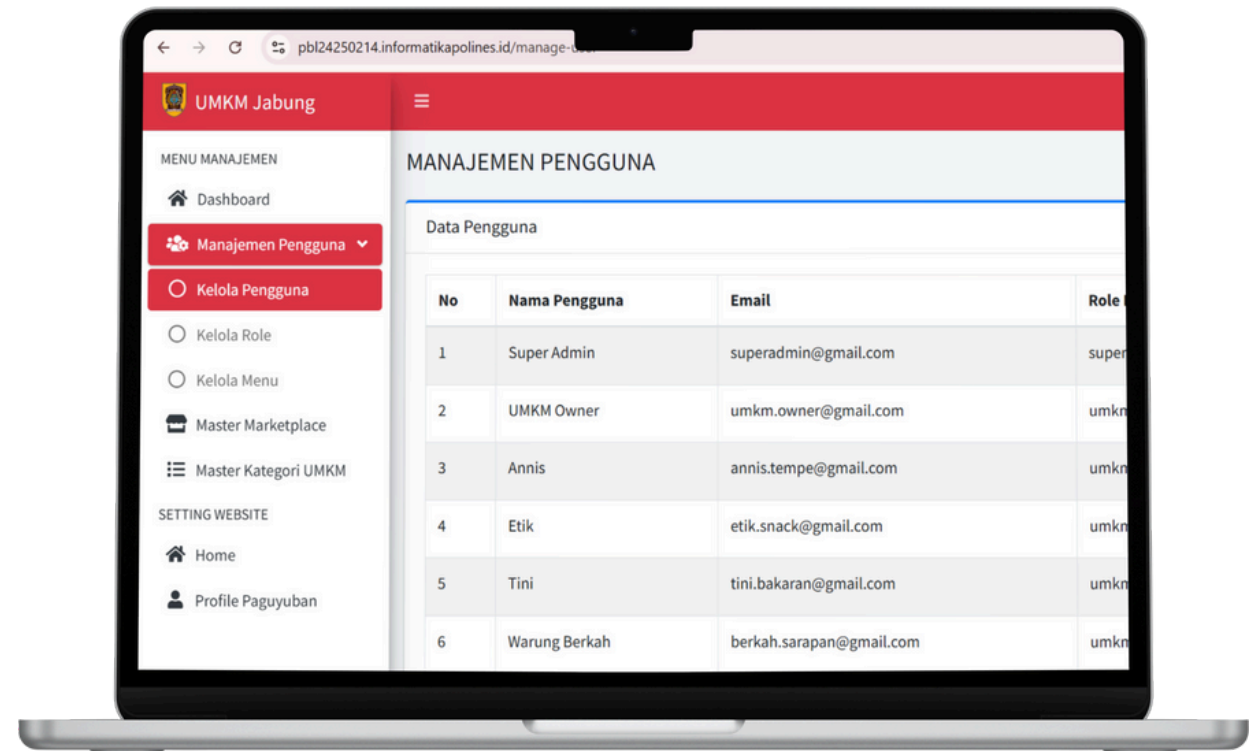 pbl24250214.informatikapolines.id/manage-
UMKM Jabung
MENU MANAJEMEN
Dashboard
Manajemen Pengguna
Kelola Pengguna
Kelola Role
Kelola Menu
Master Marketplace
Master Kategori UMKM
SETTING WEBSITE
Home
Profile Paguyuban
MANAJEMEN PENGGUNA
Data Pengguna
No Nama Pengguna Email Role
1 Super Admin superadmin@gmail.com super
2 UMKM Owner umkm.owner@gmail.com
3 Annis annis.tempe@gmail.com
4 Etik etik.snack@gmail.com
5 Tini tini.bakaran@gmail.com
6 Warung Berkah berkah.sarapan@gmail.com